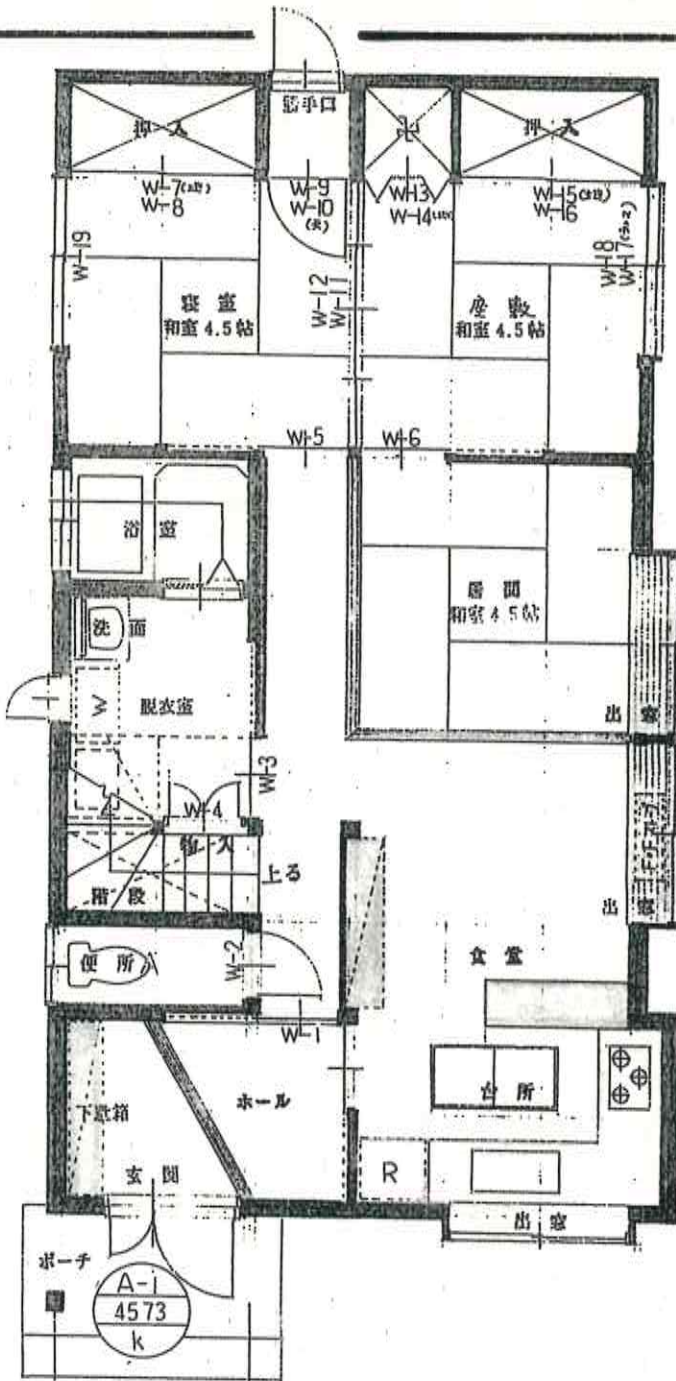 勝手口
押入
押入
W-7(上段)
W-8
W-9
W-10
W-13
W-14
W-15(上段)
W-16
W-19
W-12
W-11
W-18
W-17
寝室
和室 4.5帖
座敷
和室 4.5帖
W-5
W-6
浴室
居間
和室 4.5帖
洗面
W
脱衣室
出窓
W-3
W-4
物入
上る
階段
出窓
便所
W-2
食堂
W-1
下駄箱
ホール
台所
玄関
R
出窓
ポーチ
A-i
4573
k